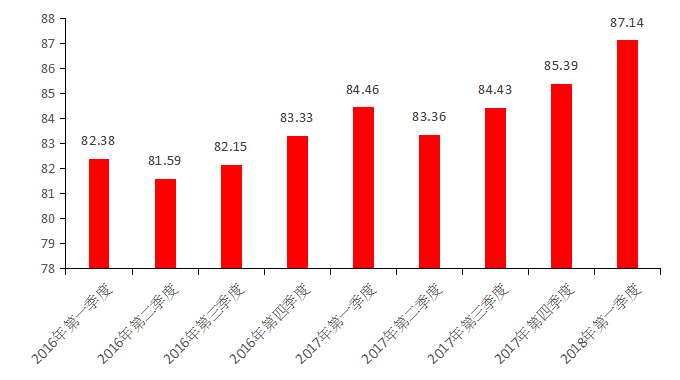 88
87
86
85
84
83
82
81
80
79
78
82.38
81.59
82.15
83.33
84.46
83.36
84.43
85.39
87.14
2016年第一季度
2016年第二季度
2016年第三季度
2016年第四季度
2017年第一季度
2017年第二季度
2017年第三季度
2017年第四季度
2018年第一季度